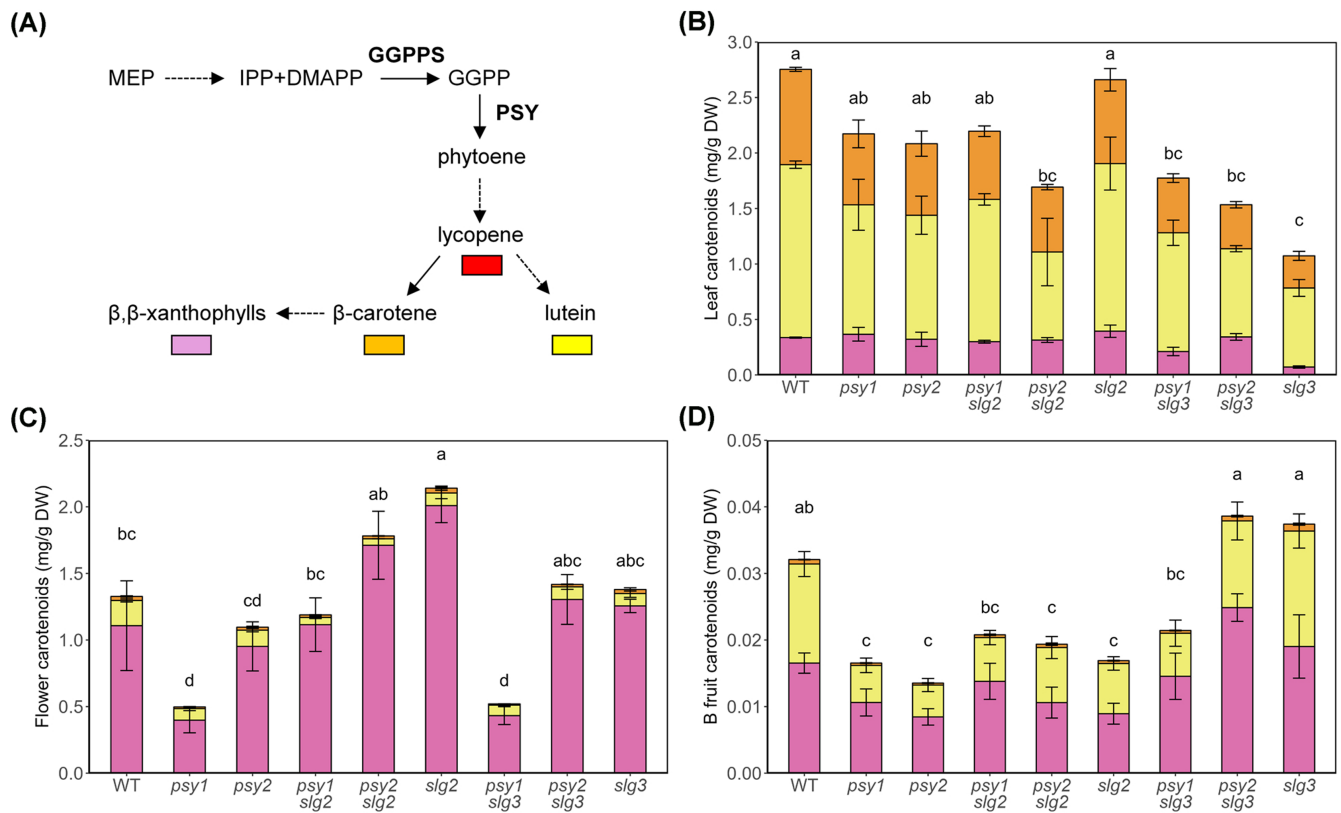 (A)
GGPPS
MEP IPP+DMAPP GGPP
PSY
phytoene
lycopene
β,β-xanthophylls β-carotene lutein
(B)
Leaf carotenoids (mg/g DW)
3.0
2.5
2.0
1.5
1.0
0.5
0.0
a ab ab ab bc a bc bc c
WT psy1 psy2 psy1 psy2 slg2 psy1 psy2 slg3
slg2 slg2 slg3 slg3
(C)
Flower carotenoids (mg/g DW)
2.5
2.0
1.5
1.0
0.5
0.0
bc d cd bc ab a d abc abc
WT psy1 psy2 psy1 psy2 slg2 psy1 psy2 slg3
slg2 slg2 slg3 slg3
(D)
B fruit carotenoids (mg/g DW)
0.05
0.04
0.03
0.02
0.01
0.00
ab c c bc c c bc a a
WT psy1 psy2 psy1 psy2 slg2 psy1 psy2 slg3
slg2 slg2 slg3 slg3